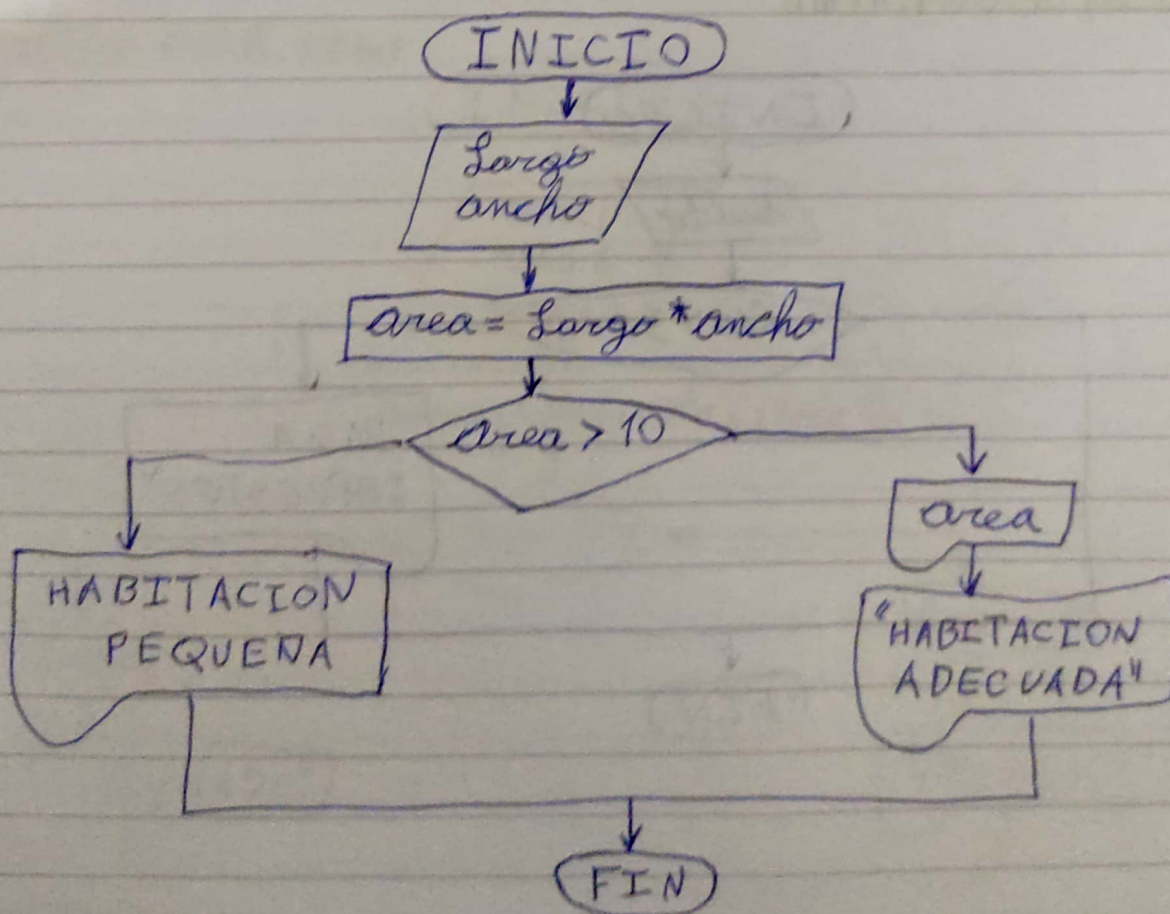 INICIO
Largo
ancho
area = Largo * ancho
area > 10
area
HABITACION
PEQUEÑA
"HABITACION
ADECUADA"
FIN